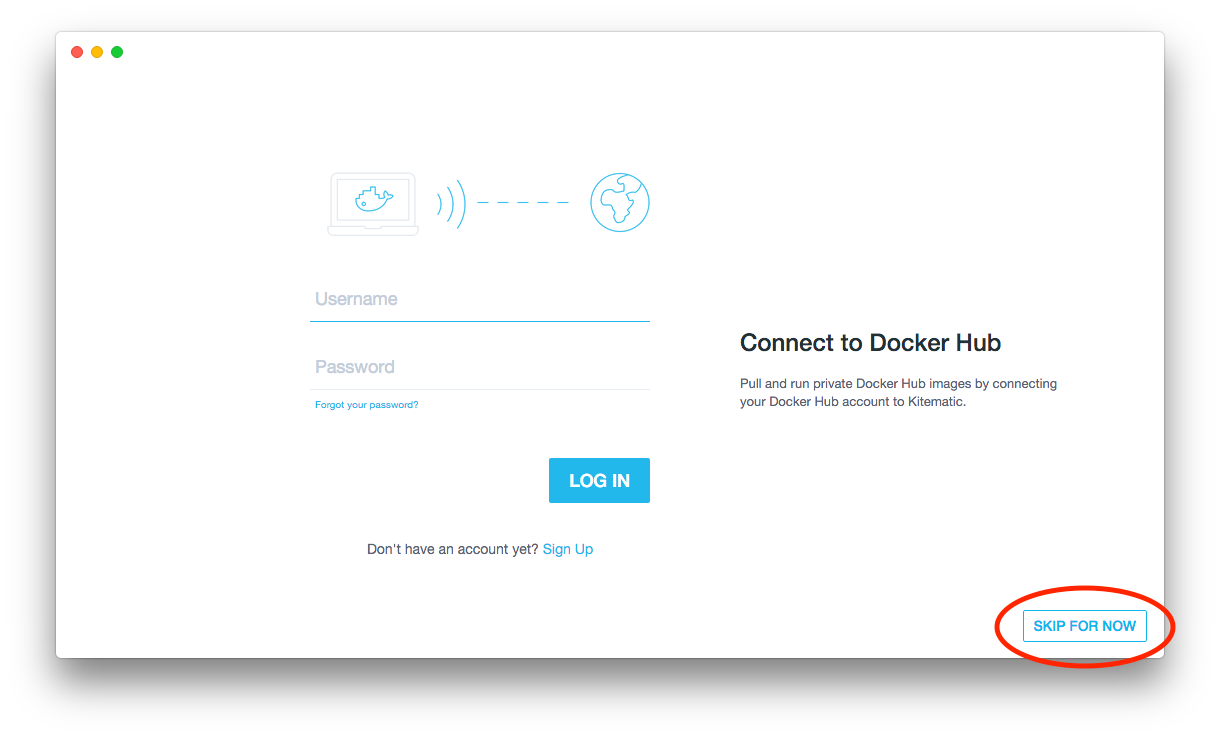 Username
Password
Forgot your password?
LOG IN
Don't have an account yet? Sign Up
Connect to Docker Hub
Pull and run private Docker Hub images by connecting
your Docker Hub account to Kitematic.
SKIP FOR NOW